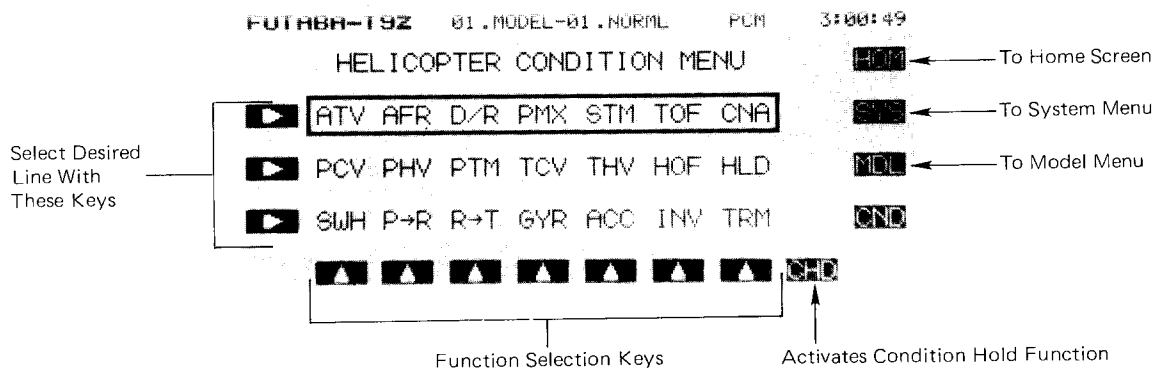 FUTABA-T9Z 01.MODEL-01.NORML PCM 3:00:49
HELICOPTER CONDITION MENU
HOM
To Home Screen
ATV AFR D/R PMX STM TOF CNA
SYS
To System Menu
Select Desired
Line With
These Keys
PCV PHV PTM TCV THV HOF HLD
MDL
To Model Menu
SWH P→R R→T GYR ACC INV TRM
CND
CHD
Function Selection Keys
Activates Condition Hold Function